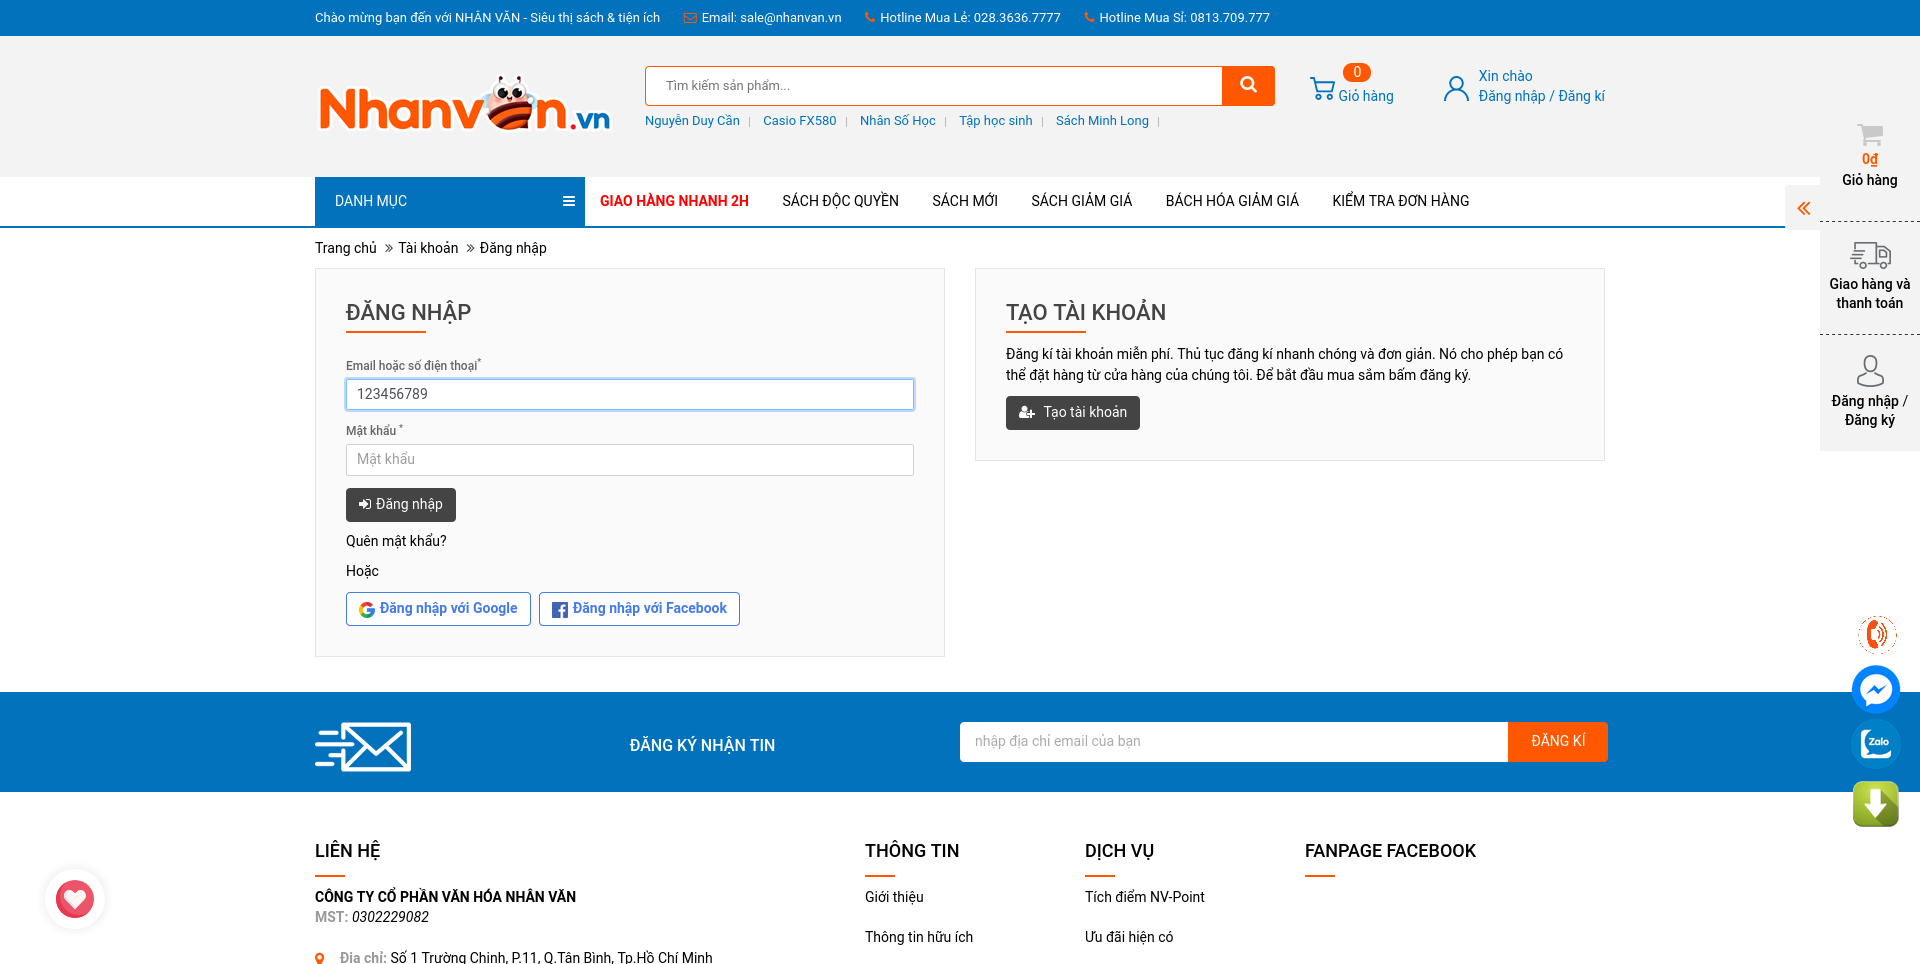 Chào mừng bạn đến với NHÂN VĂN - Siêu thị sách & tiện ích
Email: sale@nhanvan.vn
Hotline Mua Lẻ: 028.3636.7777
Hotline Mua Sỉ: 0813.709.777
Nhanvăn.vn
Tìm kiếm sản phẩm...
0
Giỏ hàng
Xin chào
Đăng nhập / Đăng kí
Nguyễn Duy Cần |
Casio FX580 |
Nhân Số Học |
Tập học sinh |
Sách Minh Long |
0₫
Giỏ hàng
DANH MỤC
GIAO HÀNG NHANH 2H
SÁCH ĐỘC QUYỀN
SÁCH MỚI
SÁCH GIẢM GIÁ
BÁCH HÓA GIẢM GIÁ
KIỂM TRA ĐƠN HÀNG
Trang chủ » Tài khoản » Đăng nhập
Giao hàng và
thanh toán
Đăng nhập /
Đăng ký
ĐĂNG NHẬP
Email hoặc số điện thoại*
123456789
Mật khẩu *
Mật khẩu
Đăng nhập
Quên mật khẩu?
Hoặc
Đăng nhập với Google
Đăng nhập với Facebook
TẠO TÀI KHOẢN
Đăng kí tài khoản miễn phí. Thủ tục đăng kí nhanh chóng và đơn giản. Nó cho phép bạn có
thể đặt hàng từ cửa hàng của chúng tôi. Để bắt đầu mua sắm bấm đăng ký.
Tạo tài khoản
ĐĂNG KÝ NHẬN TIN
nhập địa chỉ email của bạn
ĐĂNG KÍ
Zalo
LIÊN HỆ
CÔNG TY CỔ PHẦN VĂN HÓA NHÂN VĂN
MST: 0302229082
Địa chỉ: Số 1 Trường Chinh, P.11, Q.Tân Bình, Tp.Hồ Chí Minh
THÔNG TIN
Giới thiệu
Thông tin hữu ích
DỊCH VỤ
Tích điểm NV-Point
Ưu đãi hiện có
FANPAGE FACEBOOK